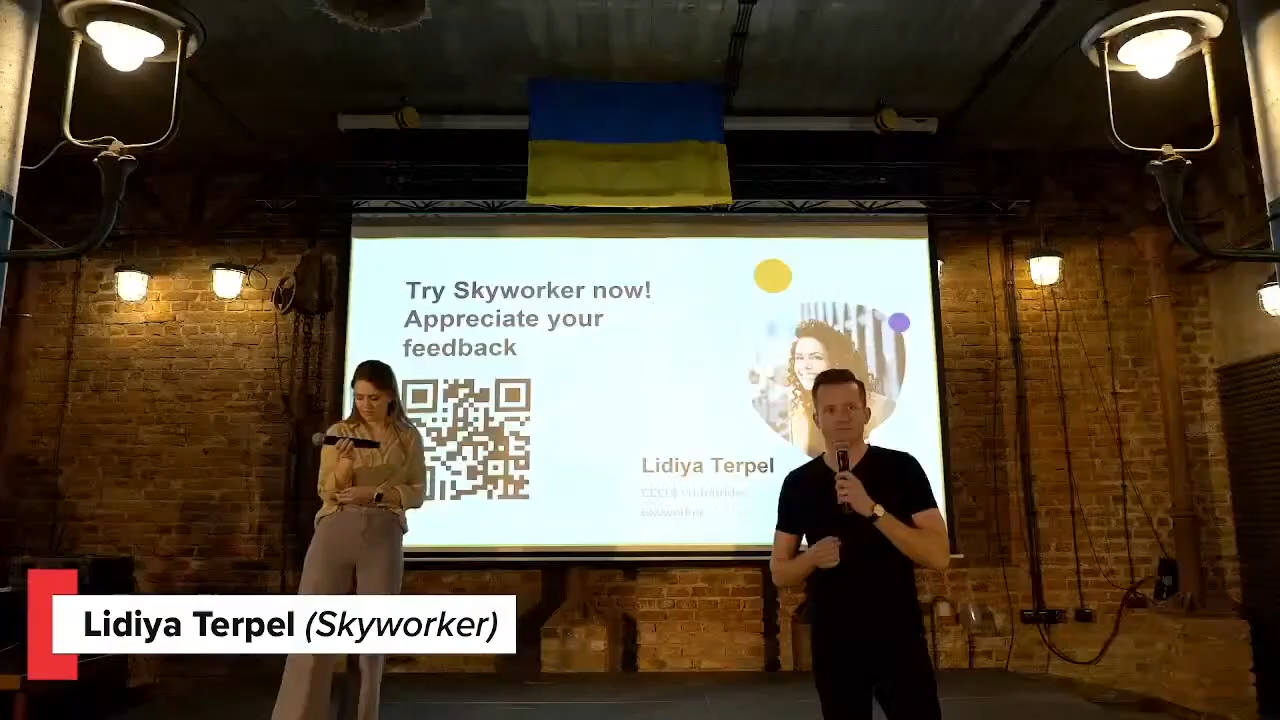 Try Skyworker now!
Appreciate your
feedback
Lidiya Terpel
Lidiya Terpel (Skyworker)